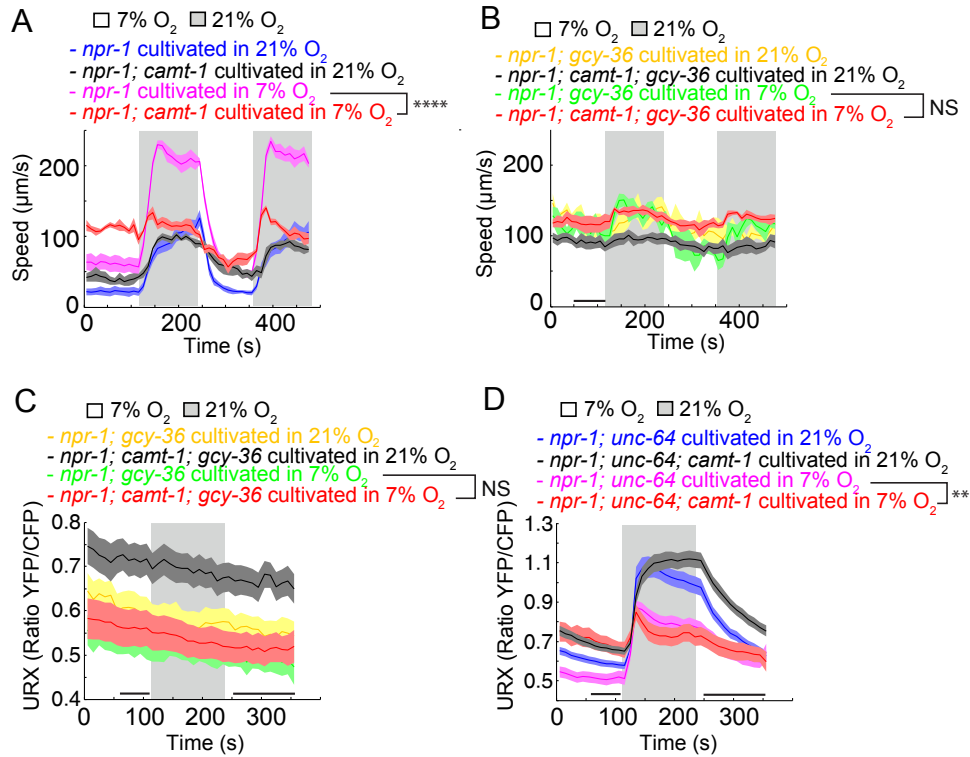 A
7% O2 21% O2
- npr-1 cultivated in 21% O2
- npr-1; camt-1 cultivated in 21% O2
- npr-1 cultivated in 7% O2
- npr-1; camt-1 cultivated in 7% O2
****
Speed (µm/s)
200
100
0
0 200 400
Time (s)
B
7% O2 21% O2
- npr-1; gcy-36 cultivated in 21% O2
- npr-1; camt-1; gcy-36 cultivated in 21% O2
- npr-1; gcy-36 cultivated in 7% O2
- npr-1; camt-1; gcy-36 cultivated in 7% O2
NS
Speed (µm/s)
200
100
0
0 200 400
Time (s)
C
7% O2 21% O2
- npr-1; gcy-36 cultivated in 21% O2
- npr-1; camt-1; gcy-36 cultivated in 21% O2
- npr-1; gcy-36 cultivated in 7% O2
- npr-1; camt-1; gcy-36 cultivated in 7% O2
NS
URX (Ratio YFP/CFP)
0.8
0.7
0.6
0.5
0.4
0 100 200 300
Time (s)
D
7% O2 21% O2
- npr-1; unc-64 cultivated in 21% O2
- npr-1; unc-64; camt-1 cultivated in 21% O2
- npr-1; unc-64 cultivated in 7% O2
- npr-1; unc-64; camt-1 cultivated in 7% O2
**
URX (Ratio YFP/CFP)
1.3
1.1
0.9
0.7
0.5
0 100 200 300
Time (s)